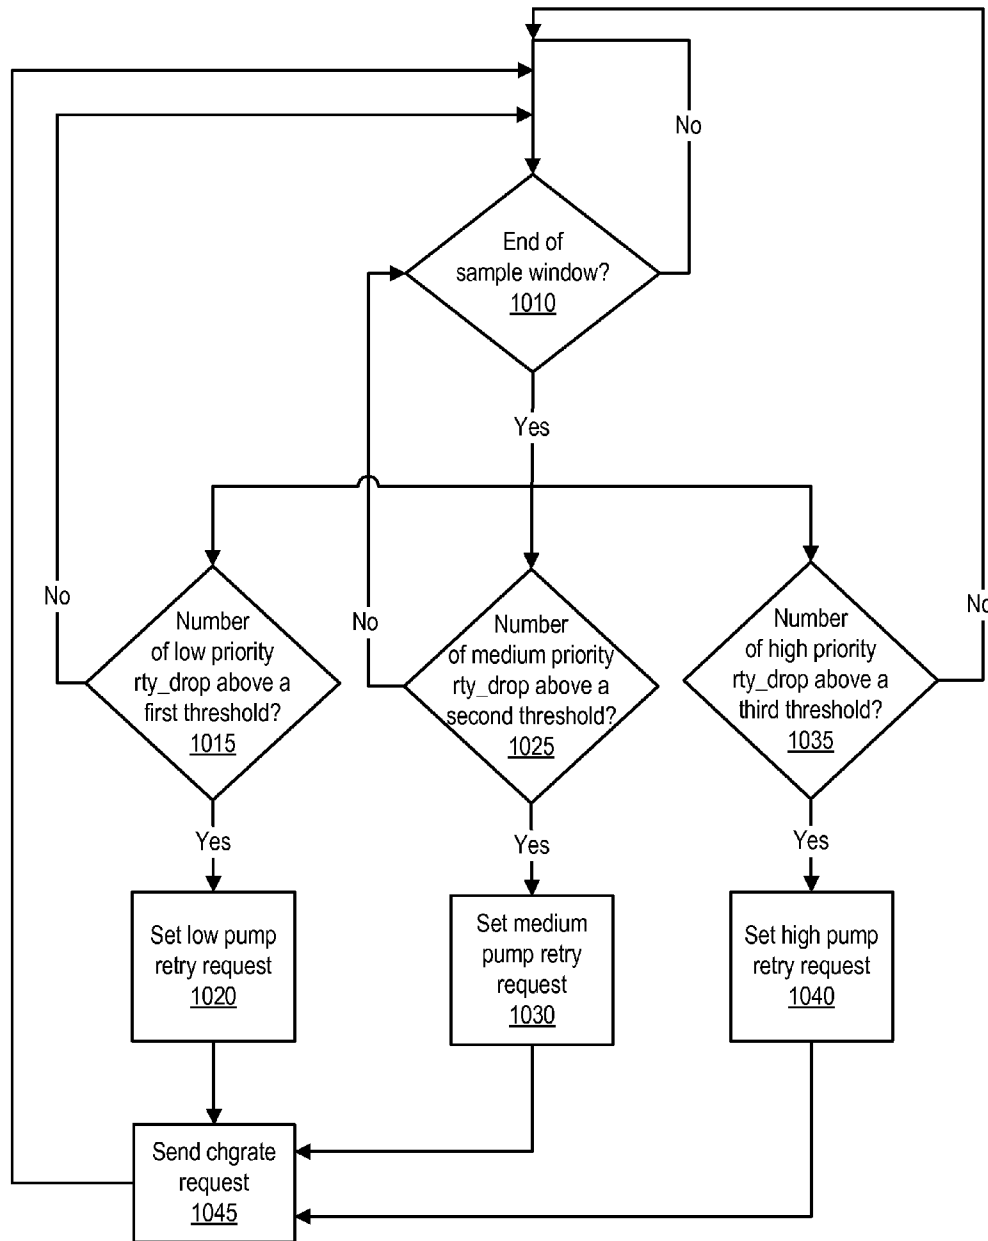 No
End of
sample window?
1010
Yes
No
Number
of low priority
rty_drop above a
first threshold?
1015
No
Number
of medium priority
rty_drop above a
second threshold?
1025
Number
of high priority
rty_drop above a
third threshold?
1035
No
Yes
Yes
Yes
Set low pump
retry request
1020
Set medium
pump retry
request
1030
Set high pump
retry request
1040
Send chgrate
request
1045